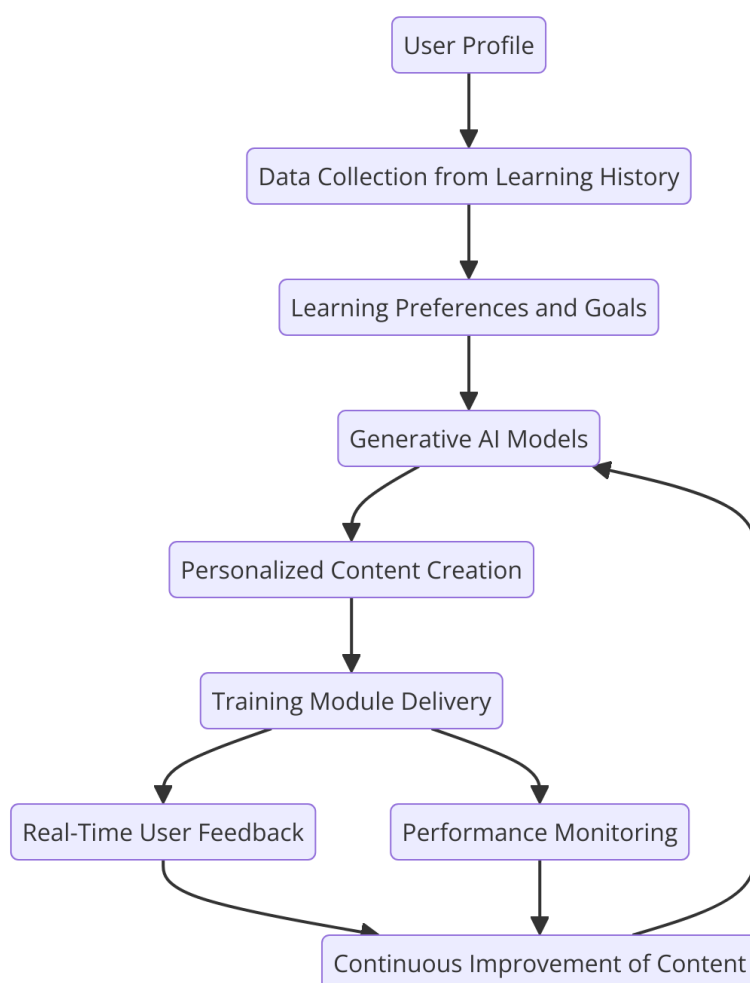 User Profile
Data Collection from Learning History
Learning Preferences and Goals
Generative AI Models
Personalized Content Creation
Training Module Delivery
Real-Time User Feedback
Performance Monitoring
Continuous Improvement of Content